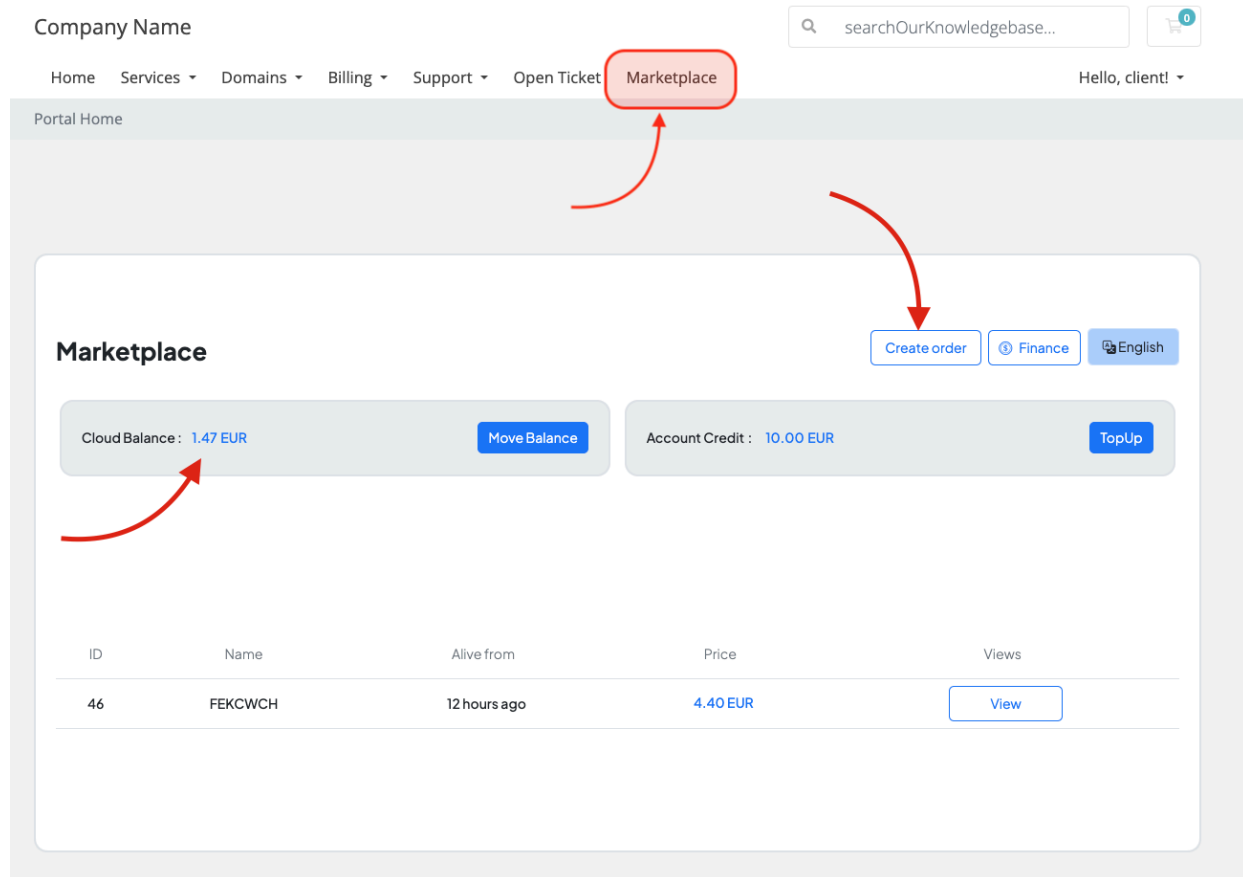 Company Name
searchOurKnowledgebase...
0
Home Services Domains Billing Support Open Ticket Marketplace Hello, client!
Portal Home
Marketplace
Create order Finance English
Cloud Balance : 1.47 EUR Move Balance Account Credit : 10.00 EUR TopUp
ID Name Alive from Price Views
46 FEKCWCH 12 hours ago 4.40 EUR View